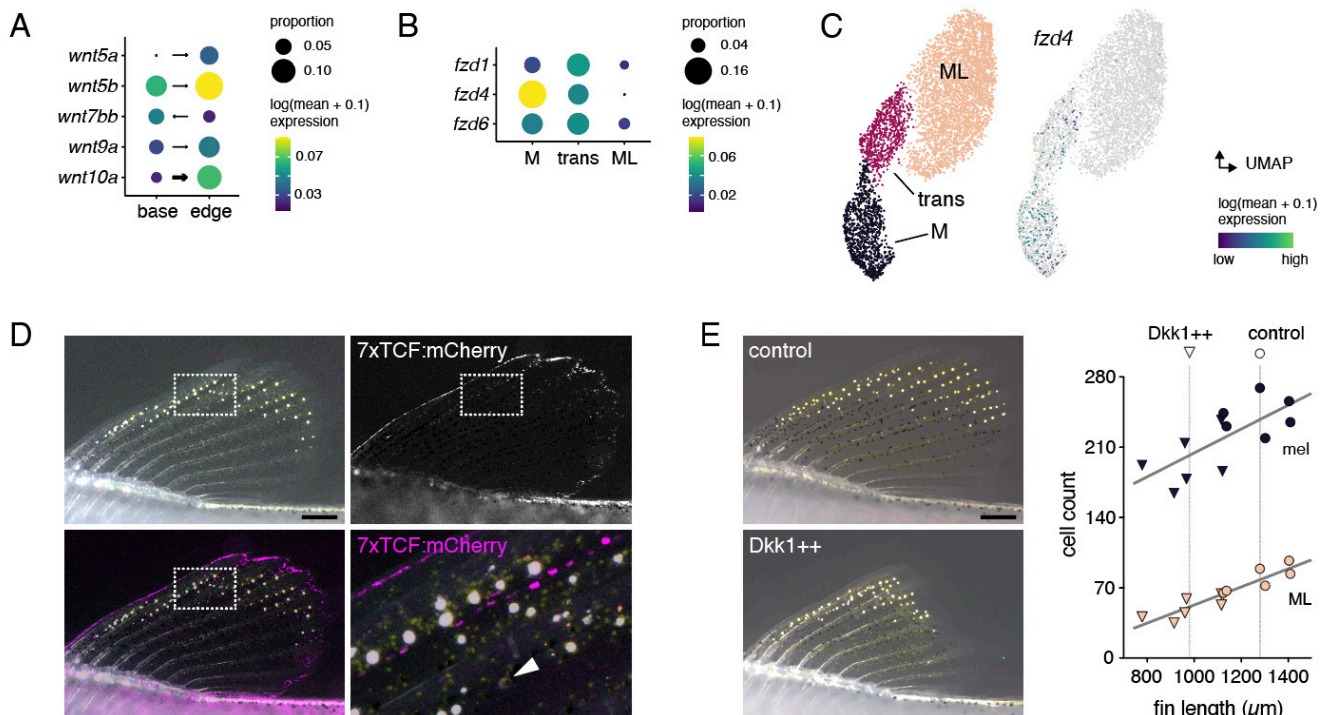 A
wnt5a
wnt5b
wnt7bb
wnt9a
wnt10a
base edge
proportion
0.05
0.10
log(mean + 0.1)
expression
0.07
0.03
B
fzd1
fzd4
fzd6
M trans ML
proportion
0.04
0.16
log(mean + 0.1)
expression
0.06
0.02
C
ML
trans
M
fzd4
UMAP
log(mean + 0.1)
expression
low high
D
7xTCF:mCherry
7xTCF:mCherry
E
control
Dkk1++
Dkk1++ control
280
210
140
70
0
cell count
mel
ML
800 1000 1200 1400
fin length (µm)